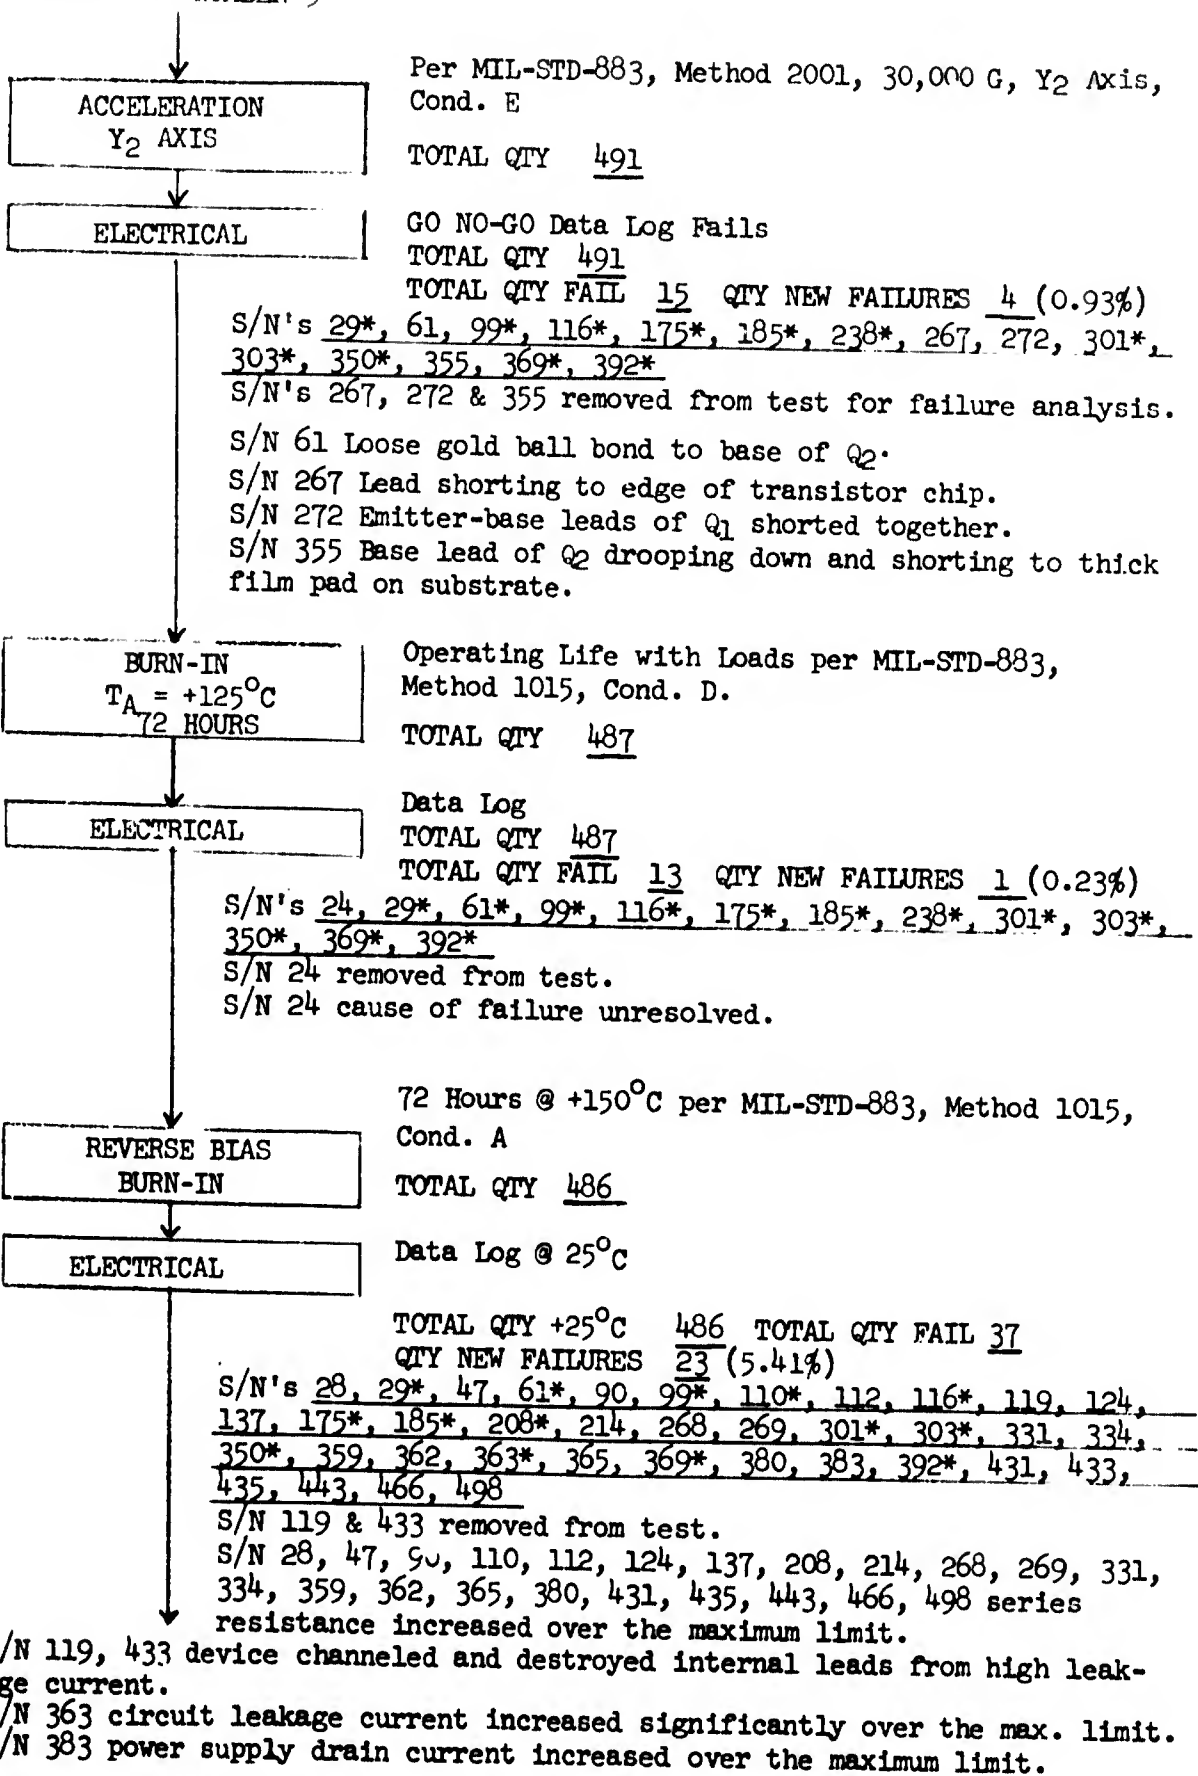 Per MIL-STD-883, Method 2001, 30,000 G, Y2 Axis,
Cond. E
ACCELERATION
Y2 AXIS
TOTAL QTY 491
ELECTRICAL
GO NO-GO Data Log Fails
TOTAL QTY 491
TOTAL QTY FAIL 15 QTY NEW FAILURES 4 (0.93%)
S/N's 29*, 61, 99*, 116*, 175*, 185*, 238*, 267, 272, 301*,
303*, 350*, 355, 369*, 392*
S/N's 267, 272 & 355 removed from test for failure analysis.
S/N 61 Loose gold ball bond to base of Q2.
S/N 267 Lead shorting to edge of transistor chip.
S/N 272 Emitter-base leads of Q1 shorted together.
S/N 355 Base lead of Q2 drooping down and shorting to thick
film pad on substrate.
BURN-IN
TA = +125°C
72 HOURS
Operating Life with Loads per MIL-STD-883,
Method 1015, Cond. D.
TOTAL QTY 487
ELECTRICAL
Data Log
TOTAL QTY 487
TOTAL QTY FAIL 13 QTY NEW FAILURES 1 (0.23%)
S/N's 24, 29*, 61*, 99*, 116*, 175*, 185*, 238*, 301*, 303*,
350*, 369*, 392*
S/N 24 removed from test.
S/N 24 cause of failure unresolved.
72 Hours @ +150°C per MIL-STD-883, Method 1015,
Cond. A
REVERSE BIAS
BURN-IN
TOTAL QTY 486
ELECTRICAL
Data Log @ 25°C
TOTAL QTY +25°C 486 TOTAL QTY FAIL 37
QTY NEW FAILURES 23 (5.41%)
S/N's 28, 29*, 47, 61*, 90, 99*, 110*, 112, 116*, 119, 124,
137, 175*, 185*, 208*, 214, 268, 269, 301*, 303*, 331, 334,
350*, 359, 362, 363*, 365, 369*, 380, 383, 392*, 431, 433,
435, 443, 466, 498
S/N 119 & 433 removed from test.
S/N 28, 47, 90, 110, 112, 124, 137, 208, 214, 268, 269, 331,
334, 359, 362, 365, 380, 431, 435, 443, 466, 498 series
resistance increased over the maximum limit.
/N 119, 433 device channeled and destroyed internal leads from high leak-
ge current.
/N 363 circuit leakage current increased significantly over the max. limit.
/N 383 power supply drain current increased over the maximum limit.